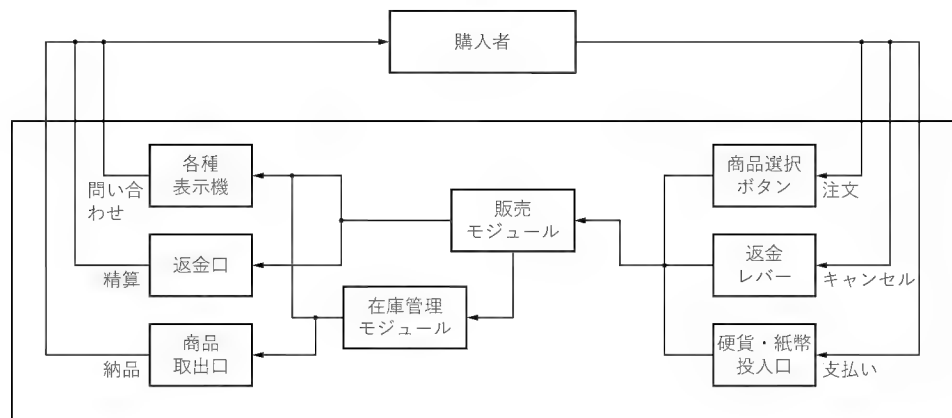 購入者
各種
表示機
問い合
わせ
返金口
精算
商品
取出口
納品
販売
モジュール
在庫管理
モジュール
商品選択
ボタン
注文
返金
レバー
キャンセル
硬貨・紙幣
投入口
支払い